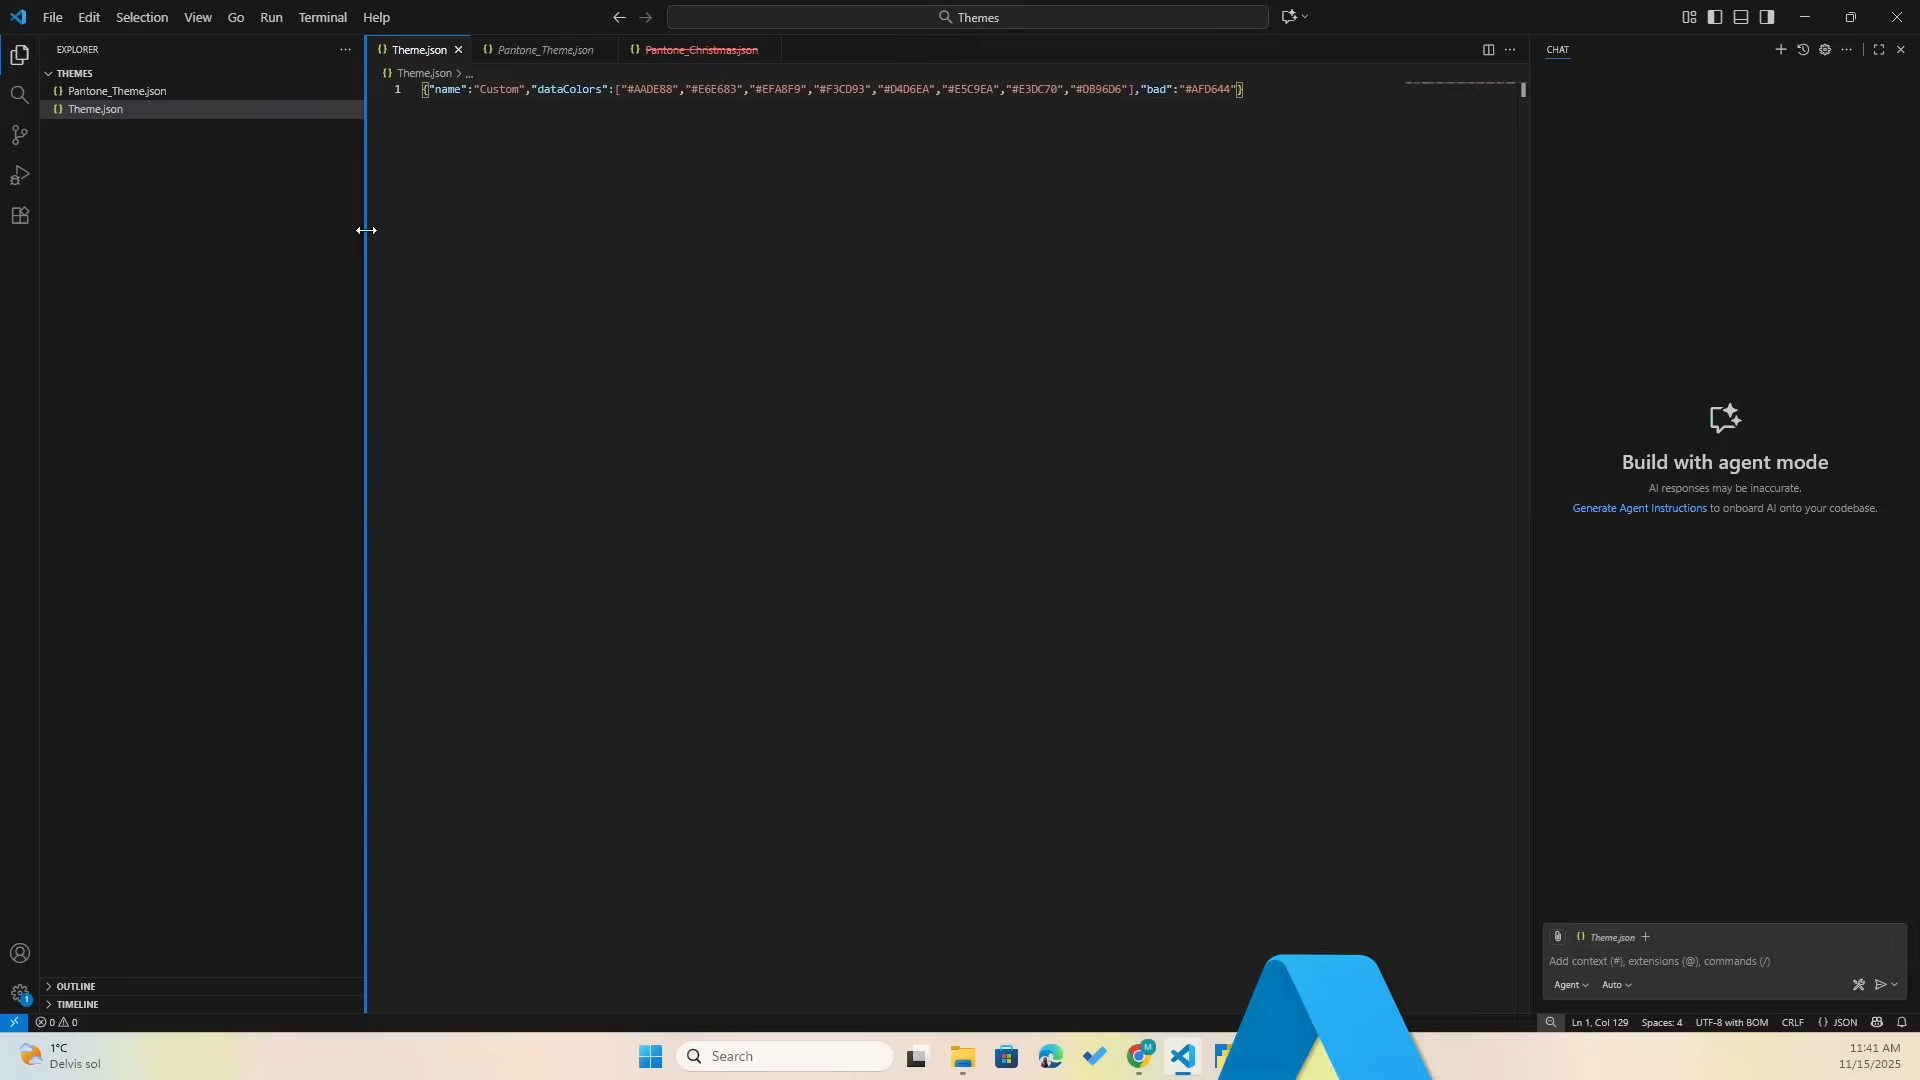 File Edit Selection View Go Run Terminal Help
Themes
EXPLORER
THEMES
Pantone_Theme.json
Theme.json
Theme.json
Pantone_Theme.json
Pantone_Christmas.json
Theme.json > ...
1 {"name":"Custom","dataColors":["#AADE88","#E6E683","#EFA8F9","#F3CD93","#D4D6EA","#E5C9EA","#E3DC70","#DB96D6"],"bad":"#AFD644"}
CHAT
Build with agent mode
AI responses may be inaccurate.
Generate Agent Instructions to onboard AI onto your codebase.
Theme.json
Add context (#), extensions (@), commands (/)
Agent Auto
OUTLINE
TIMELINE
1
0 0
Ln 1, Col 129 Spaces: 4 UTF-8 with BOM CRLF {} JSON
1°C
Delvis sol
Search
M
11:41 AM
11/15/2025